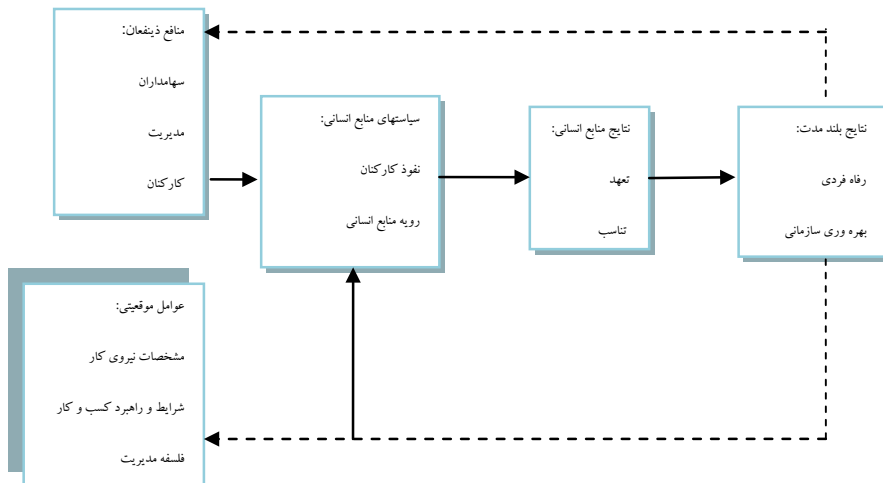 منافع ذینفعان:
سهامداران
مدیریت
کارکنان
سیاستهای منابع انسانی:
نفوذ کارکنان
رویه منابع انسانی
نتایج منابع انسانی:
تعهد
تناسب
نتایج بلند مدت:
رفاه فردی
بهره وری سازمانی
عوامل موقعیتی:
مشخصات نیروی کار
شرایط و راهبرد کسب و کار
فلسفه مدیریت